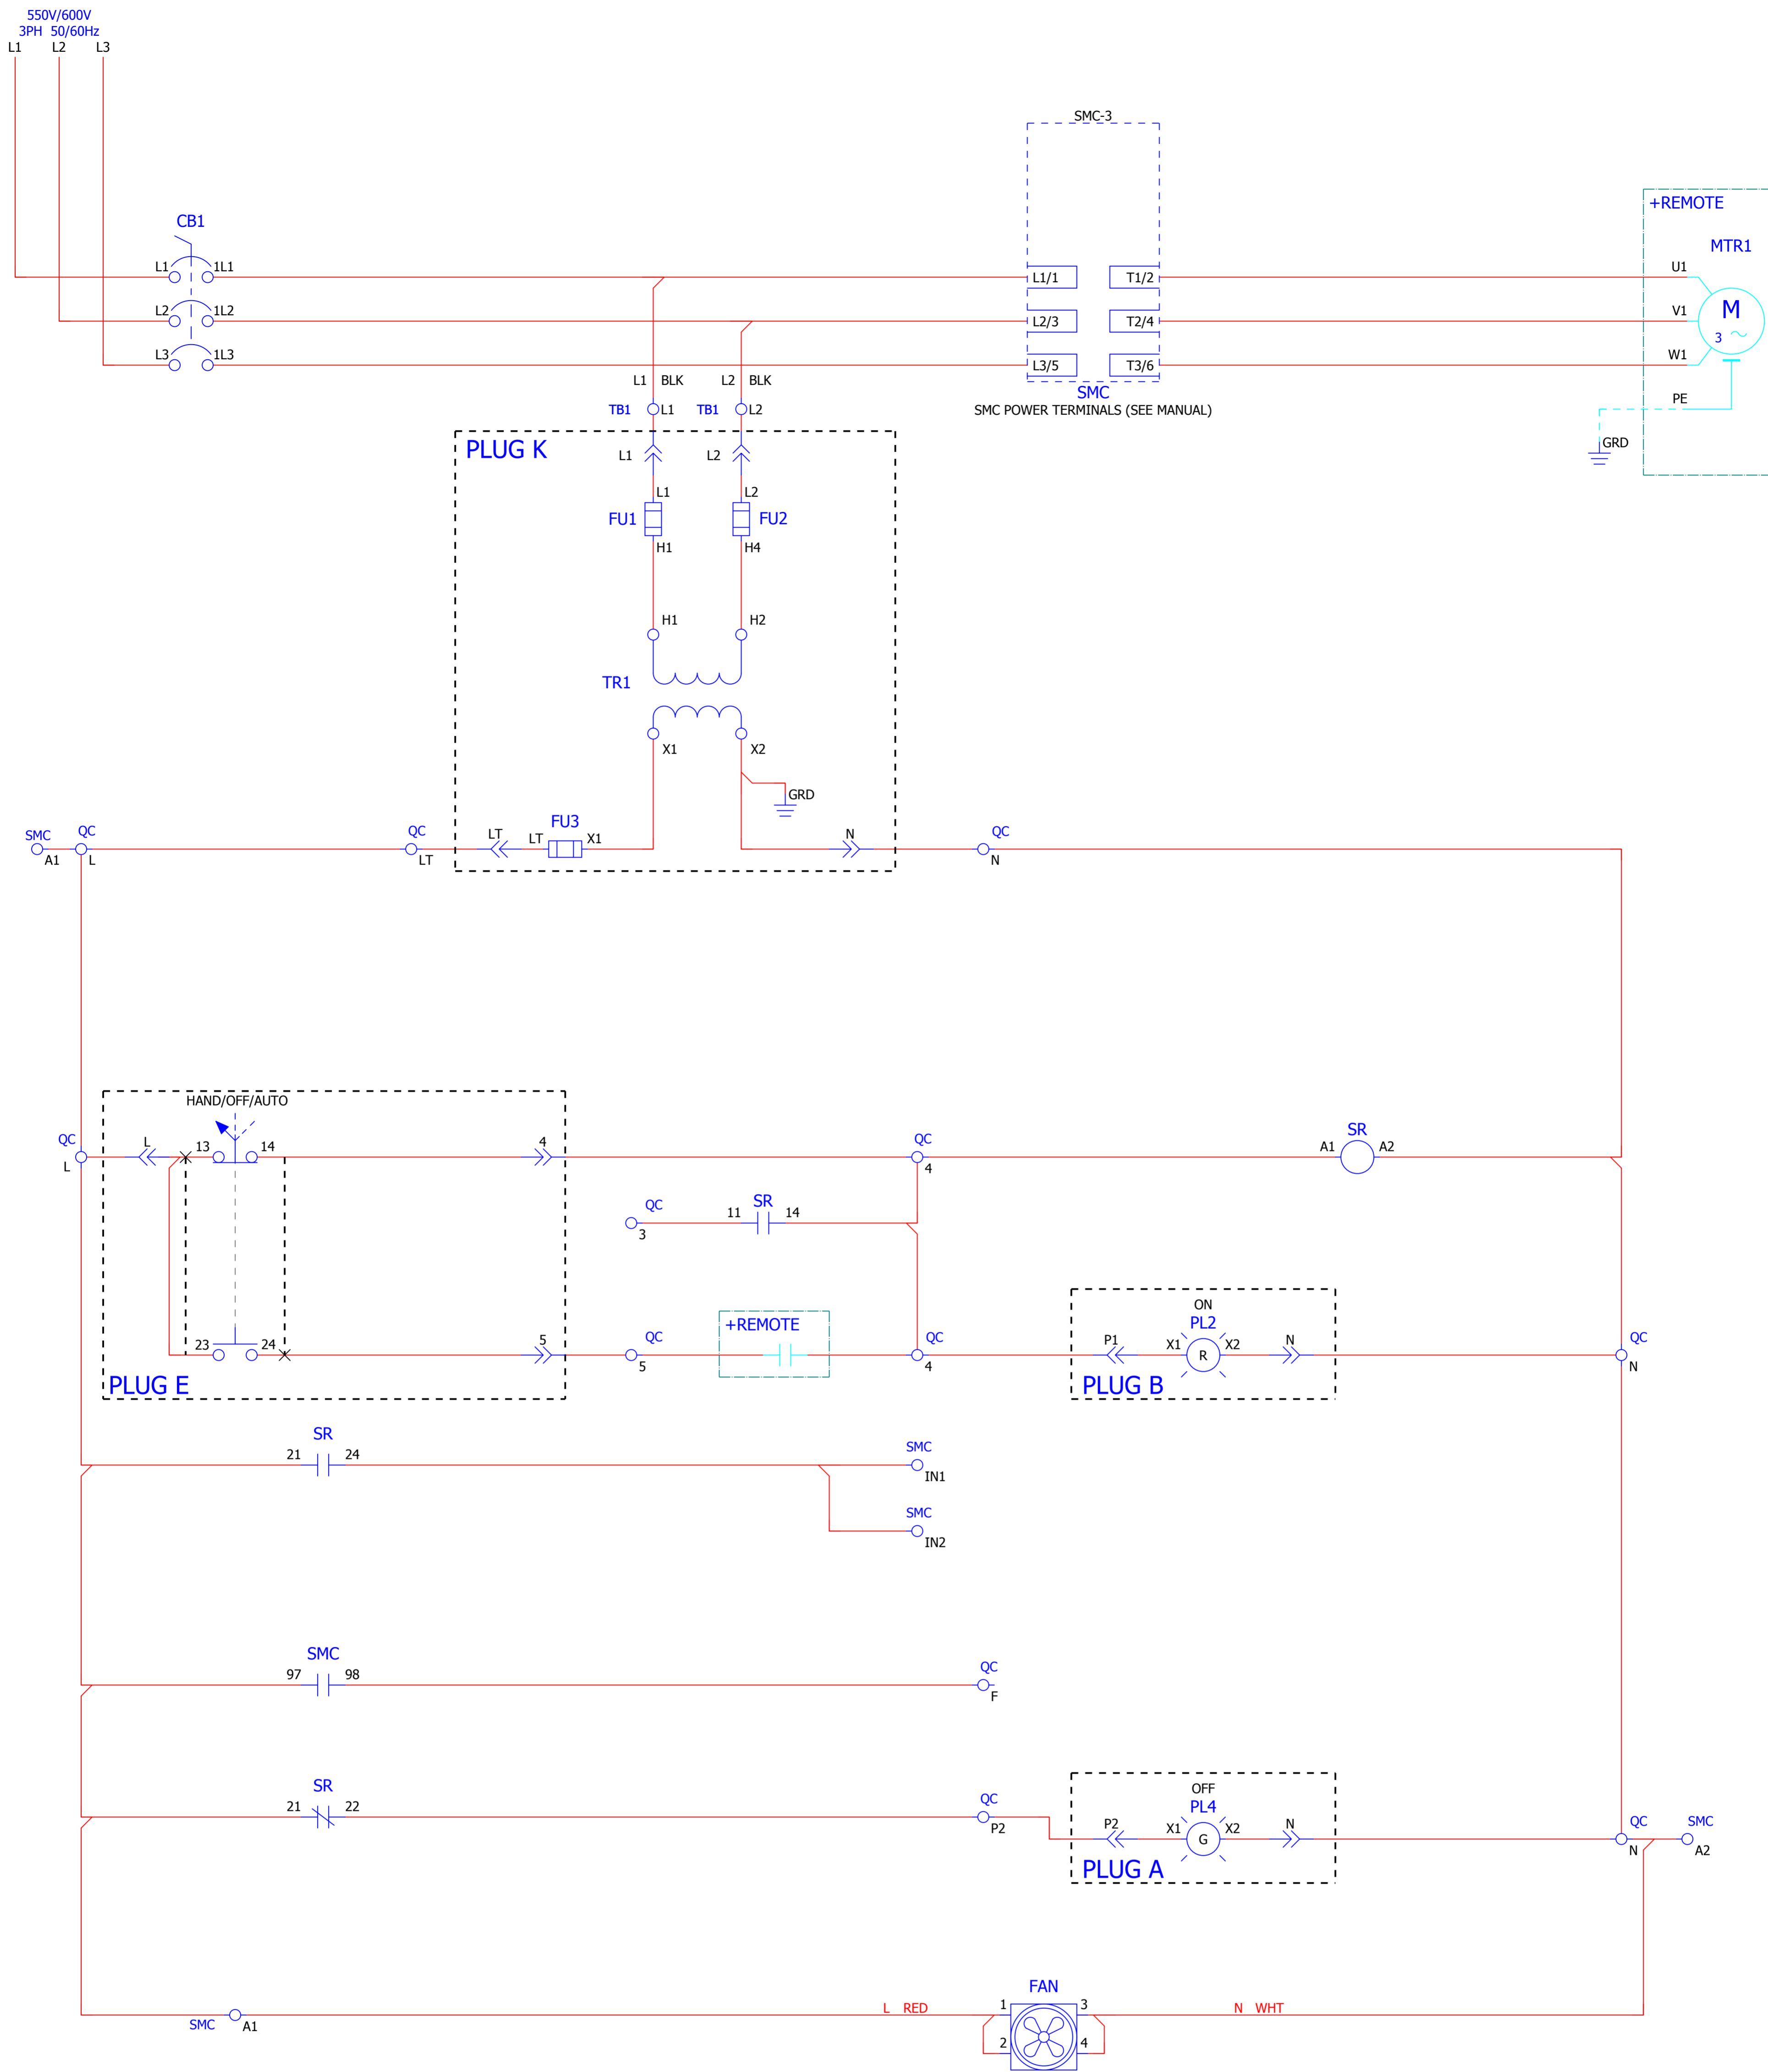 550V/600V
3PH 50/60Hz
L1 L2 L3
SMC-3
+REMOTE
CB1
MTR1
L1 1L1 L1/1 T1/2 U1
L2 1L2 L2/3 T2/4 V1
M
3
L3 1L3 L3/5 T3/6 W1
L1 BLK L2 BLK
SMC
SMC POWER TERMINALS (SEE MANUAL)
PE
TB1 L1 TB1 L2
GRD
PLUG K
L1 L2
L1 L2
FU1 FU2
H1 H4
H1 H2
TR1
X1 X2
GRD
FU3
SMC QC QC LT LT X1 N QC
A1 L LT N
HAND/OFF/AUTO
QC L 13 14 4 QC A1 SR A2
L 4
QC 11 SR 14
3
ON
+REMOTE
PL2
23 24 5 QC P1 X1 R X2 N QC
5 4 N
PLUG E
PLUG B
SR
21 24 SMC
IN1
SMC
IN2
SMC
97 98 QC
F
SR
21 22 QC
P2
OFF
PL4
P2 X1 G X2 N QC SMC
N A2
PLUG A
FAN
L RED 1 3 N WHT
SMC A1
2 4